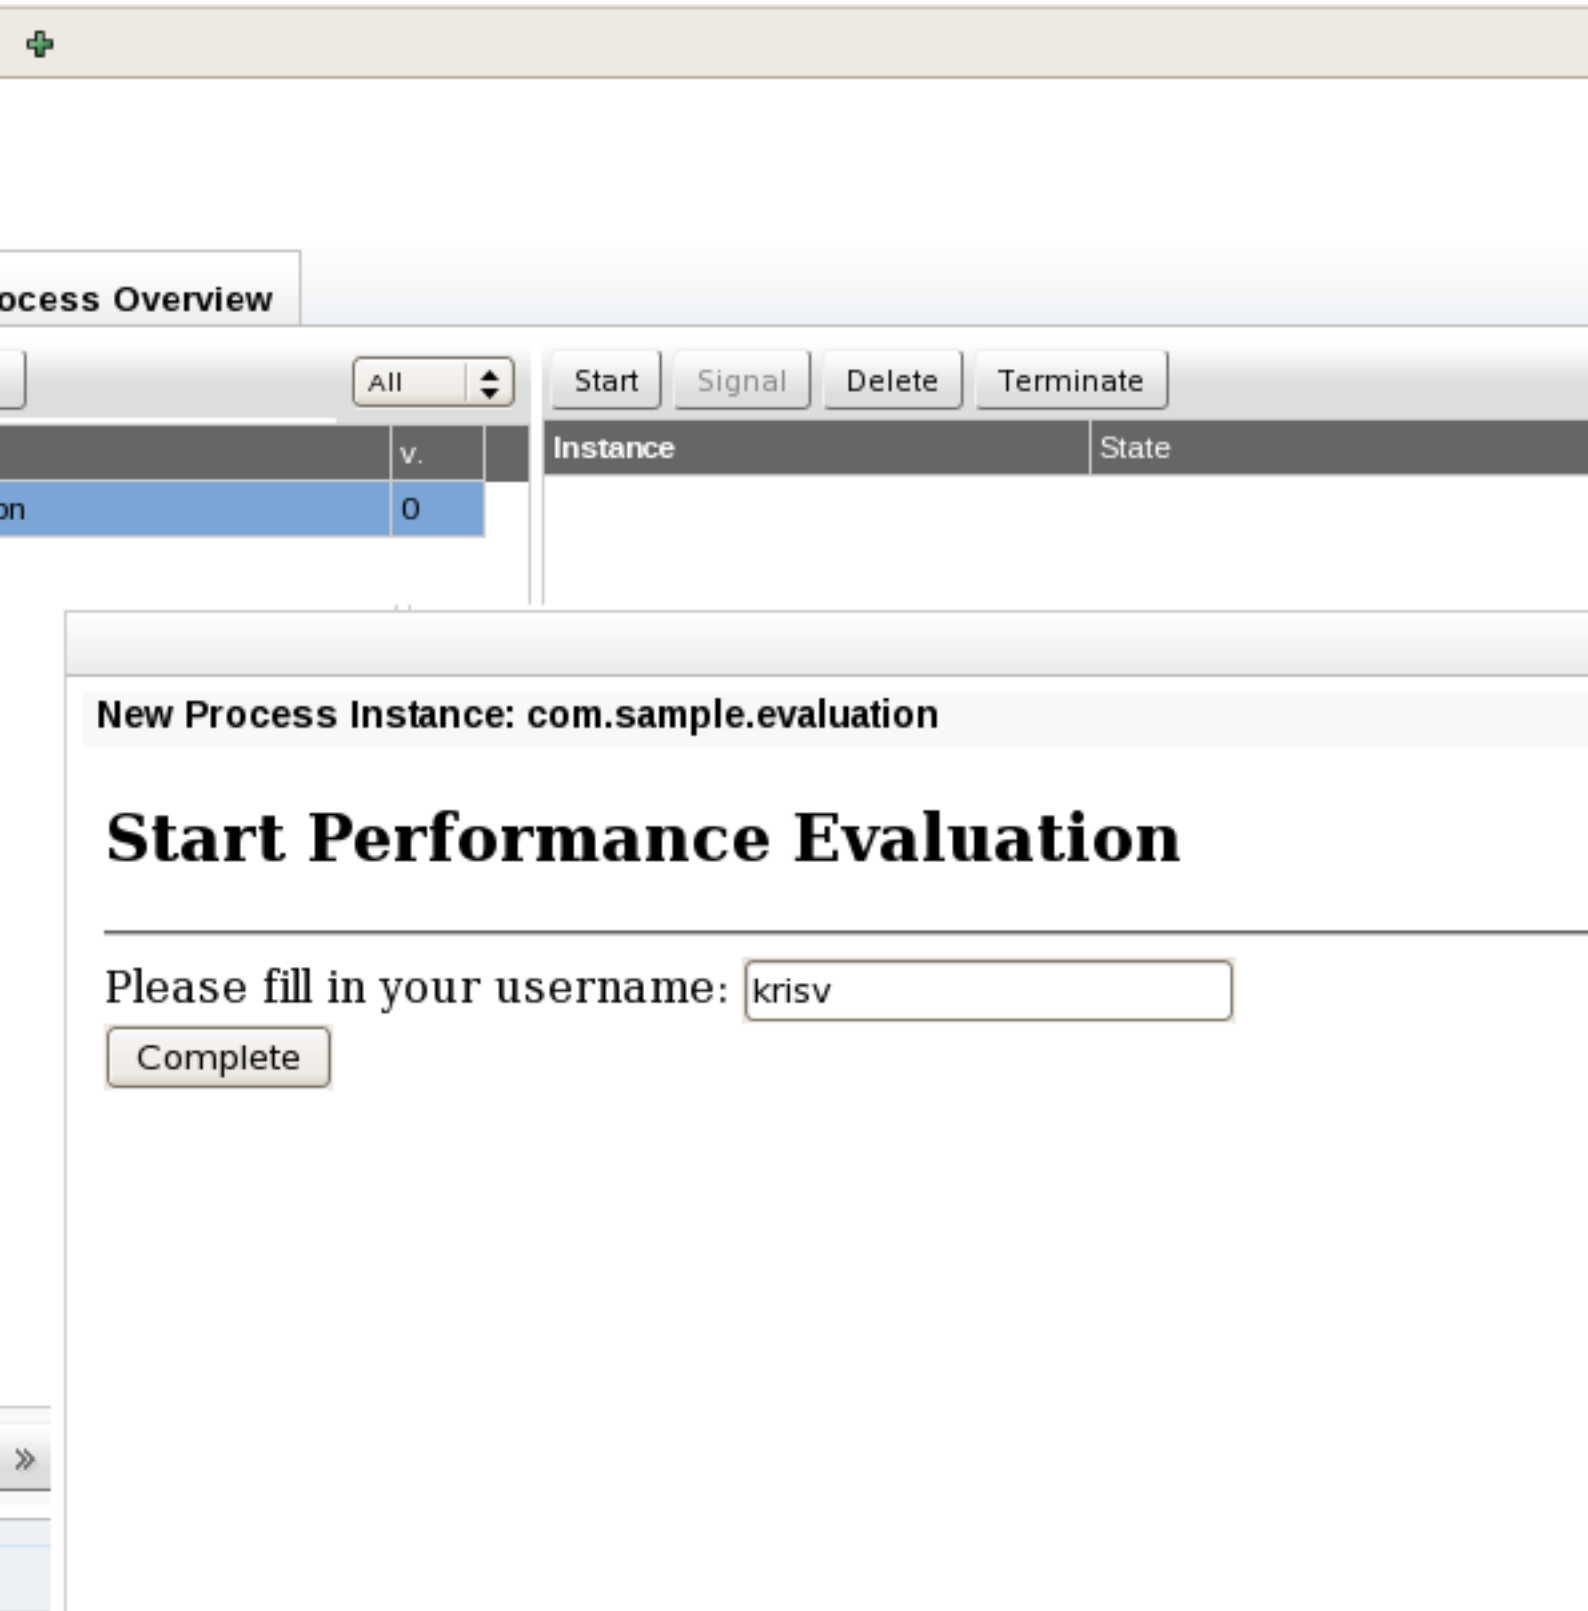 ocess Overview
All
Start Signal Delete Terminate
v.
Instance State
on 0
New Process Instance: com.sample.evaluation
Start Performance Evaluation
Please fill in your username: krisv
Complete
»